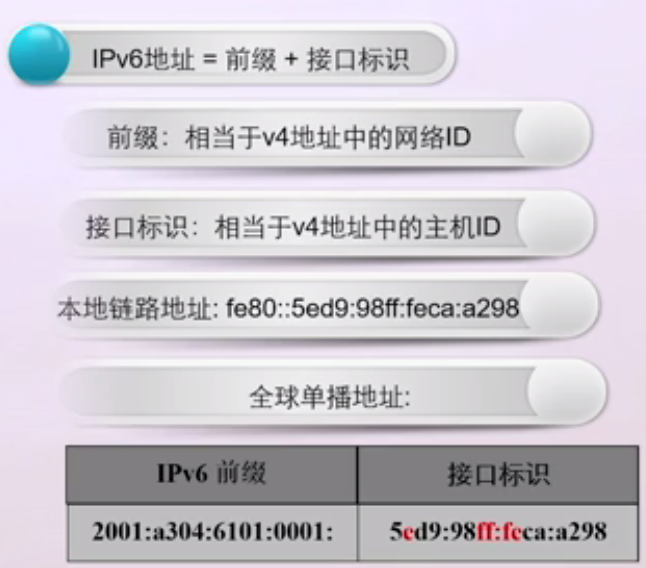 IPv6地址 = 前缀 + 接口标识
前缀：相当于v4地址中的网络ID
接口标识：相当于v4地址中的主机ID
本地链路地址: fe80::5ed9:98ff:feca:a298
全球单播地址:
IPv6 前缀 接口标识
2001:a304:6101:0001: 5ed9:98ff:feca:a298